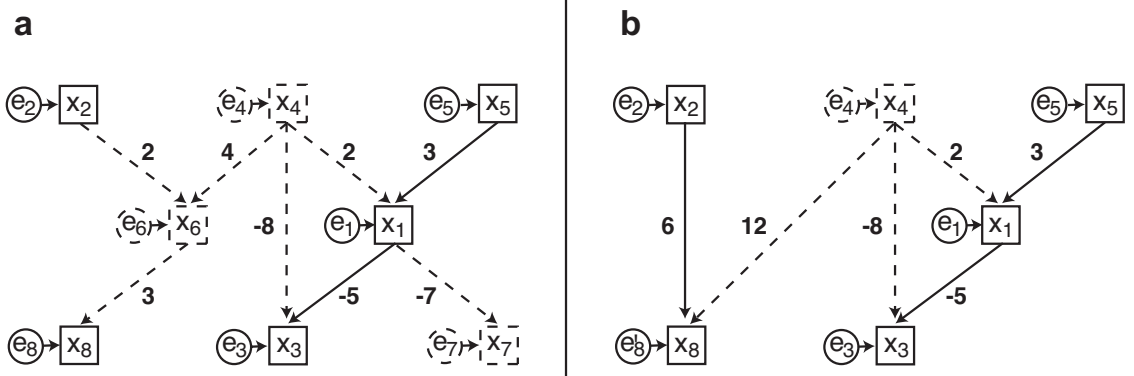 a b
e2 x2 e4 x4 e5 x5 e2 x2 e4 x4 e5 x5
2 4 2 3 2 3
e6 x6 -8 e1 x1 6 12 -8 e1 x1
3 -5 -7 -5
e8 x8 e3 x3 e7 x7 e'8 x8 e3 x3